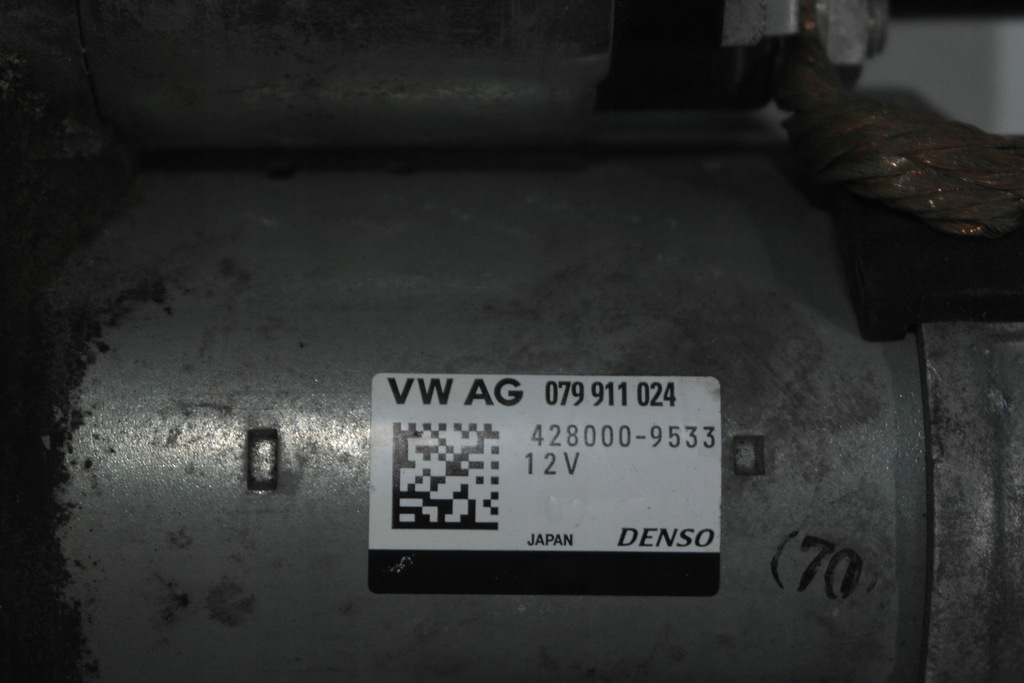 VW AG 079 911 024
428000-9533
12V
JAPAN DENSO
(70)